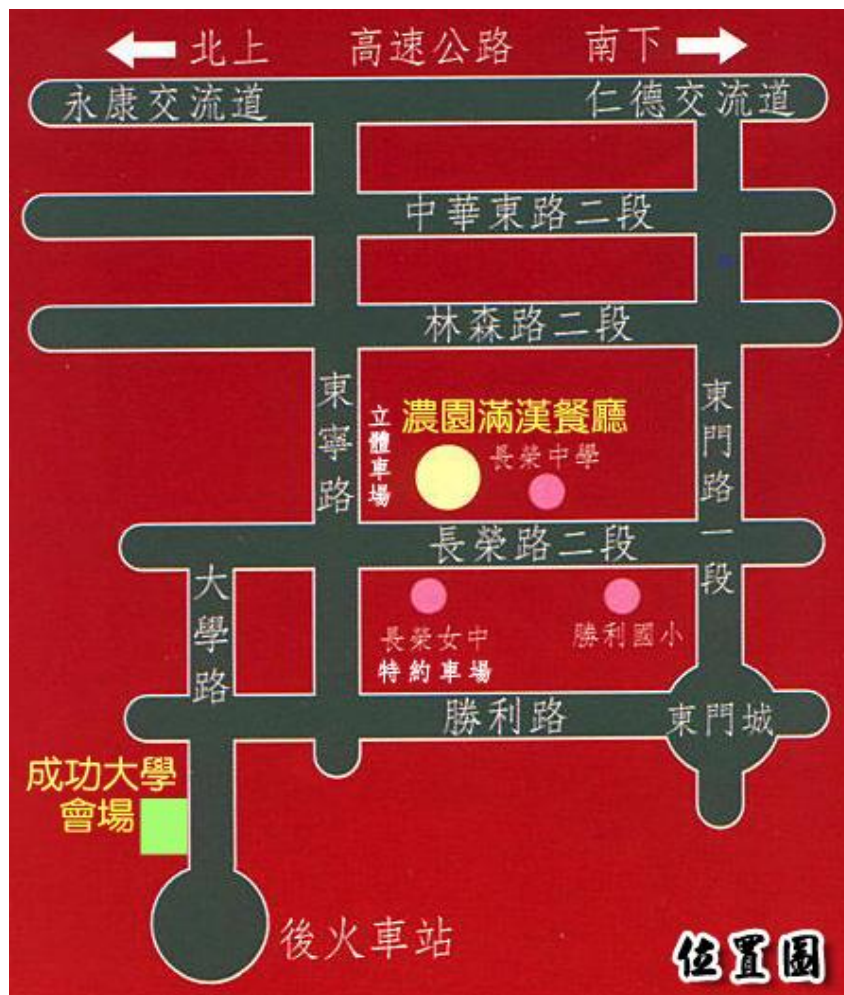 北上 高速公路 南下
永康交流道 仁德交流道
中華東路二段
林森路二段
東寧路
立體車場
濃園滿漢餐廳
長榮中學
東門路一段
長榮路二段
大學路
長榮女中
特約車場
勝利國小
勝利路
東門城
成功大學
會場
後火車站
位置圖